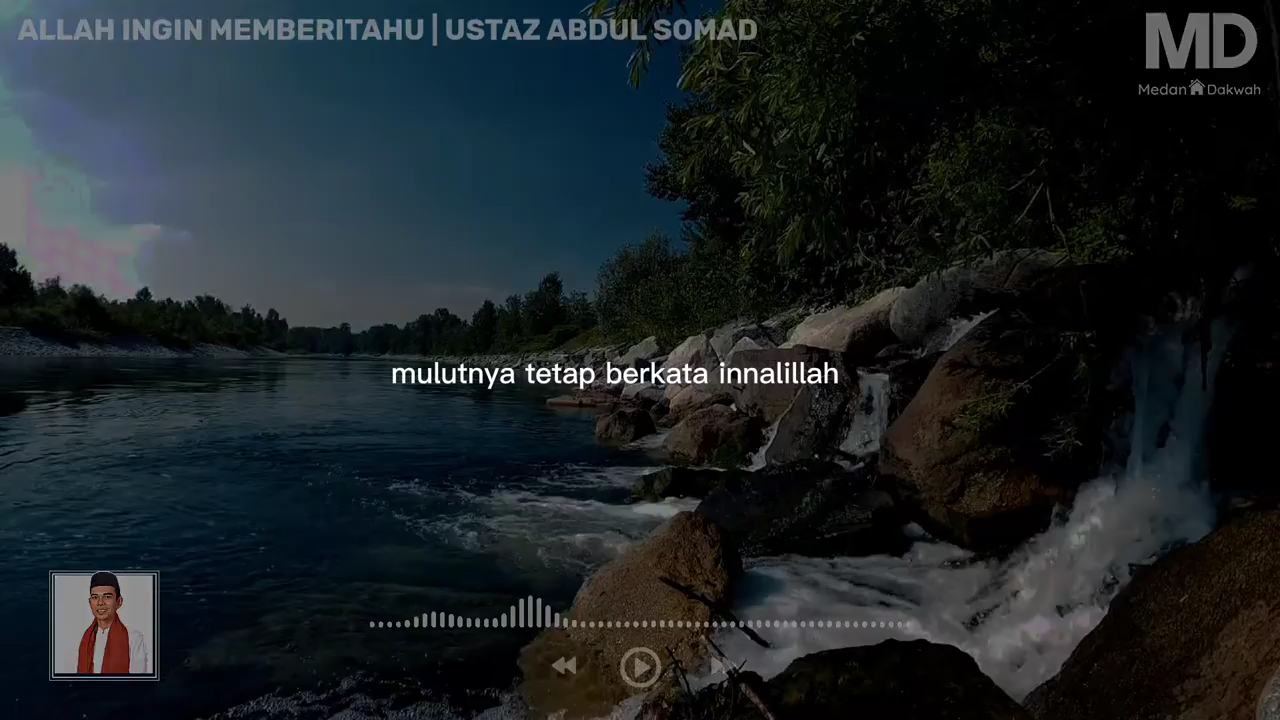 ALLAH INGIN MEMBERITAHU | USTAZ ABDUL SOMAD
MD
Medan Dakwah
mulutnya tetap berkata innalillah